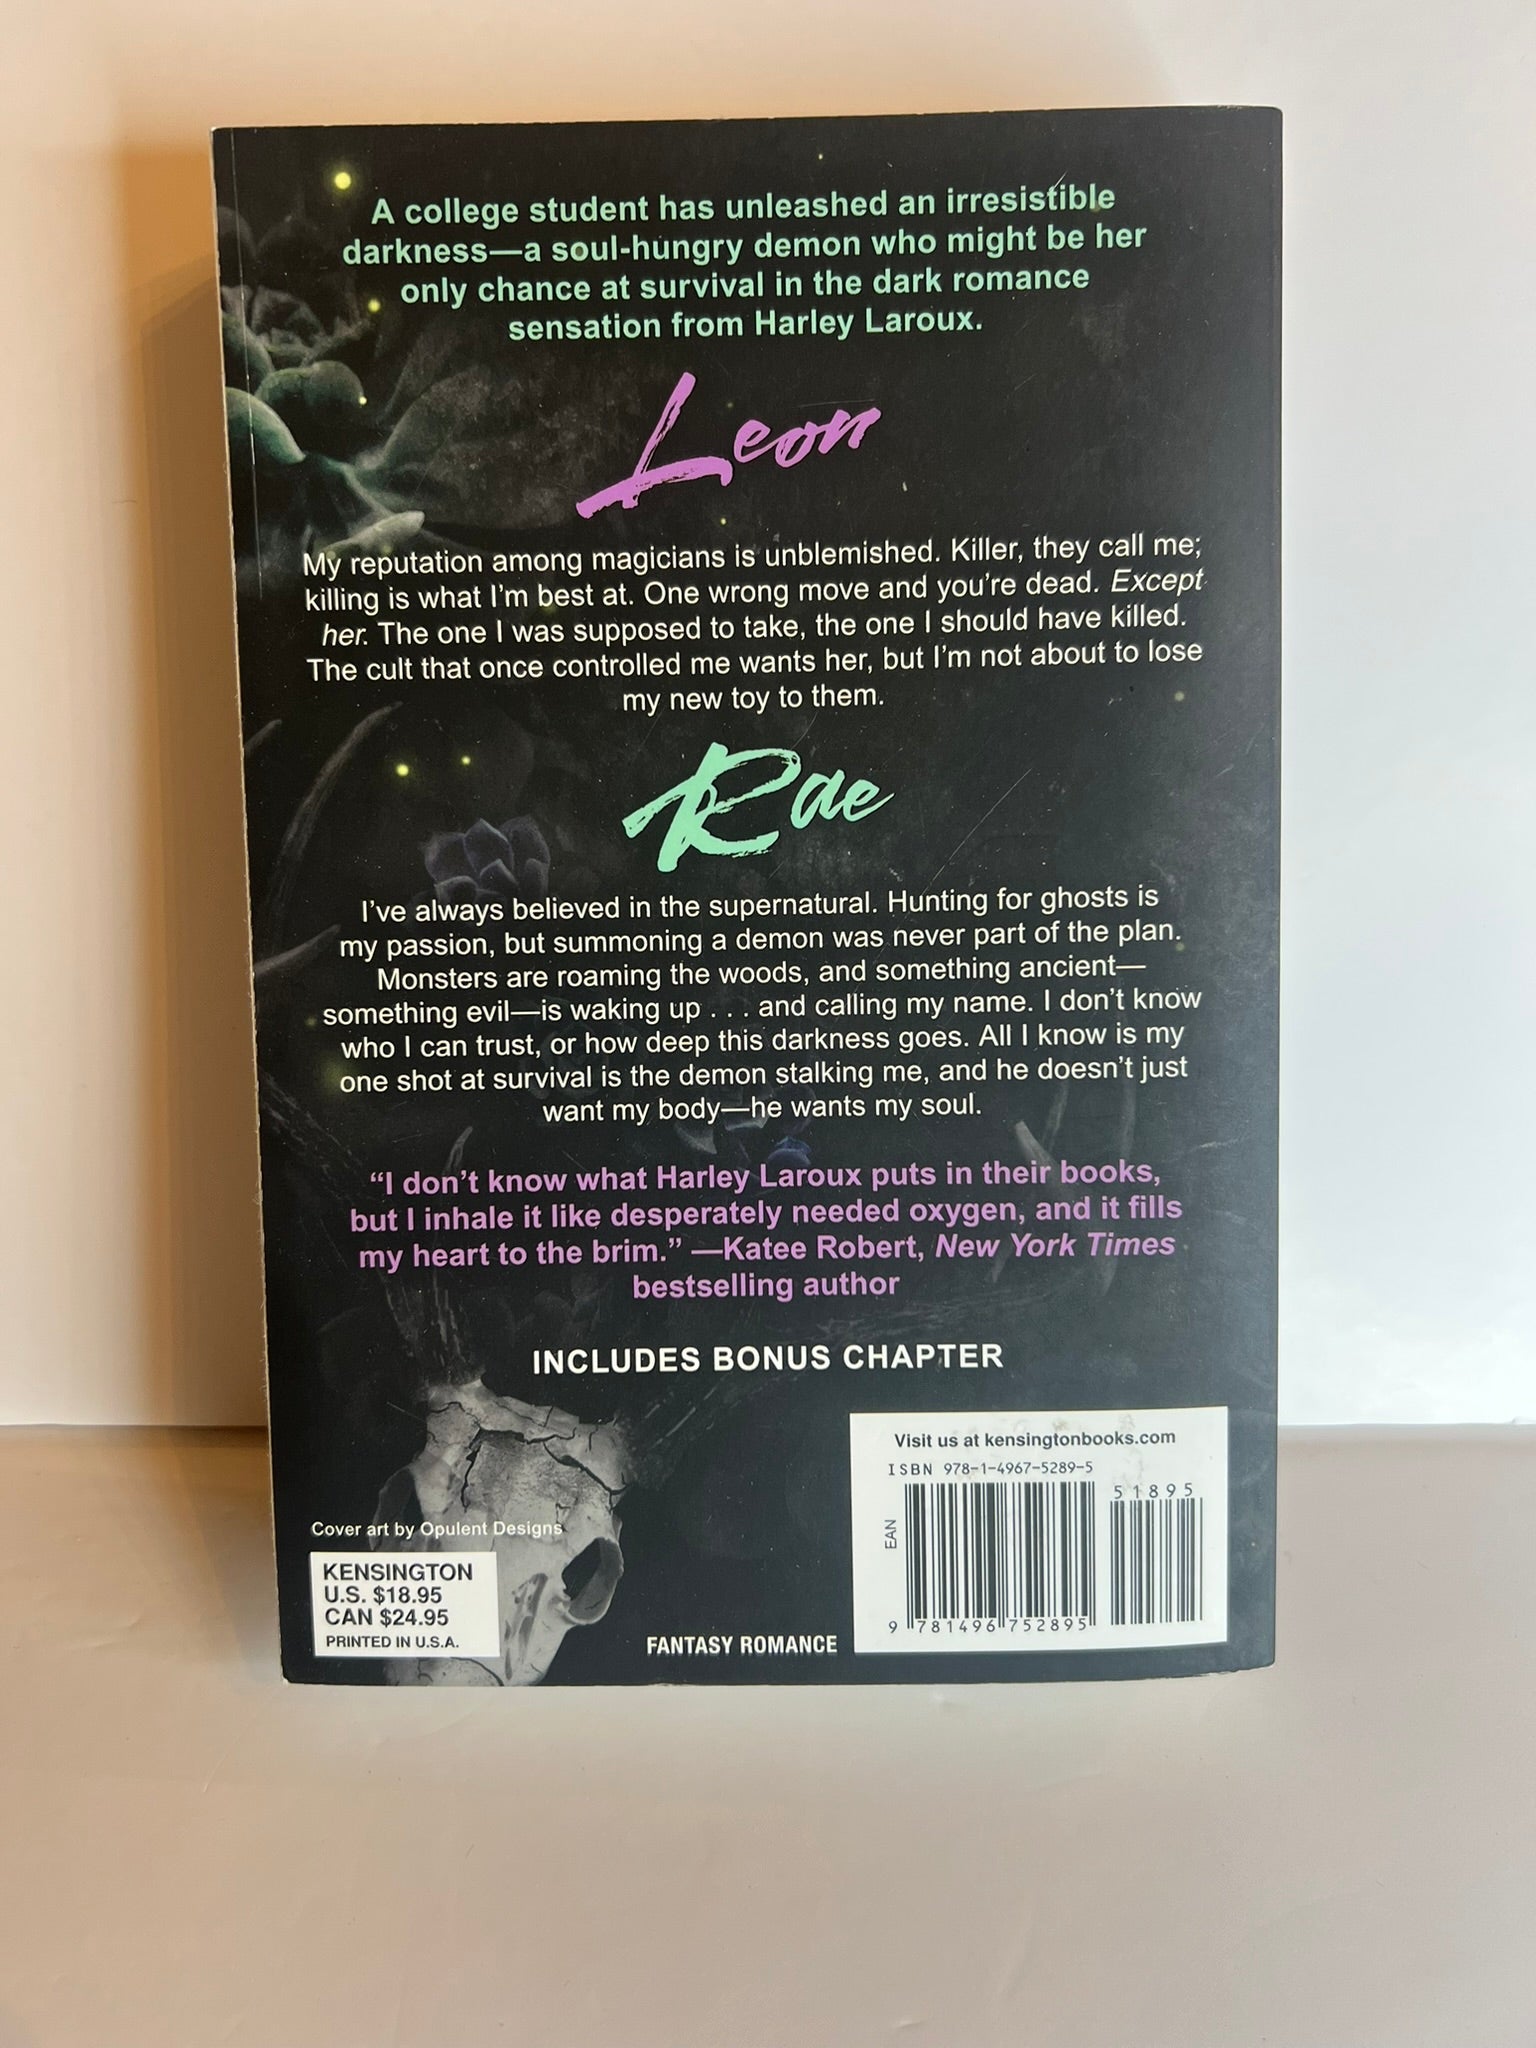 A college student has unleashed an irresistible
darkness—a soul-hungry demon who might be her
only chance at survival in the dark romance
sensation from Harley Laroux.
Leon
My reputation among magicians is unblemished. Killer, they call me;
killing is what I'm best at. One wrong move and you're dead. Except
her. The one I was supposed to take, the one I should have killed.
The cult that once controlled me wants her, but I'm not about to lose
my new toy to them.
Rae
I've always believed in the supernatural. Hunting for ghosts is
my passion, but summoning a demon was never part of the plan.
Monsters are roaming the woods, and something ancient—
something evil—is waking up . . . and calling my name. I don't know
who I can trust, or how deep this darkness goes. All I know is my
one shot at survival is the demon stalking me, and he doesn't just
want my body—he wants my soul.
“I don't know what Harley Laroux puts in their books,
but I inhale it like desperately needed oxygen, and it fills
my heart to the brim.” —Katee Robert, New York Times
bestselling author
INCLUDES BONUS CHAPTER
Cover art by Opulent Designs
KENSINGTON
U.S. $18.95
CAN $24.95
PRINTED IN U.S.A.
FANTASY ROMANCE
Visit us at kensingtonbooks.com
ISBN 978-1-4967-5289-5
51895
EAN
9 781496 752895